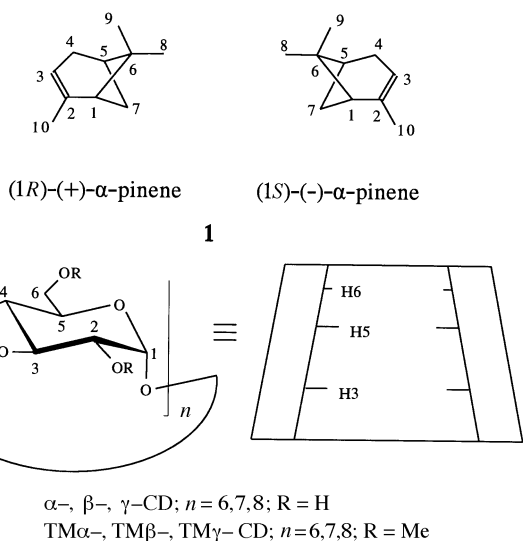 9 9
4 8 8 4
5 5
3 6 6 3
7 7
1 1
2 2
10 10
(1R)-(+)-α-pinene (1S)-(-)-α-pinene
1
OR
4 6 O H6
5 2 H5
O 3 OR 1
O n H3
α–, β–, γ–CD; n = 6,7,8; R = H
TMα–, TMβ–, TMγ– CD; n=6,7,8; R = Me